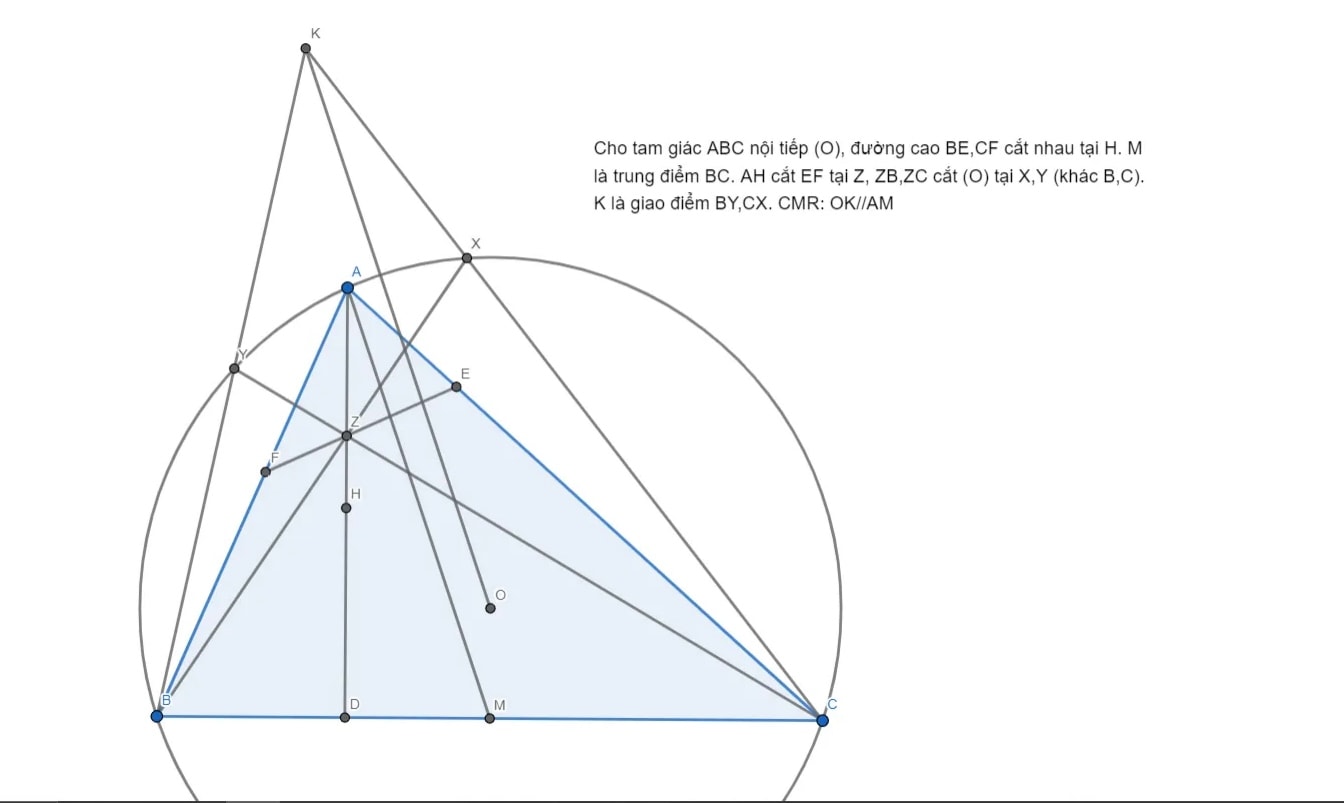 K
Cho tam giác ABC nội tiếp (O), đường cao BE,CF cắt nhau tại H. M
là trung điểm BC. AH cắt EF tại Z, ZB,ZC cắt (O) tại X,Y (khác B,C).
K là giao điểm BY,CX. CMR: OK//AM
X
A
Y
E
Z
F
H
O
B
D
M
C